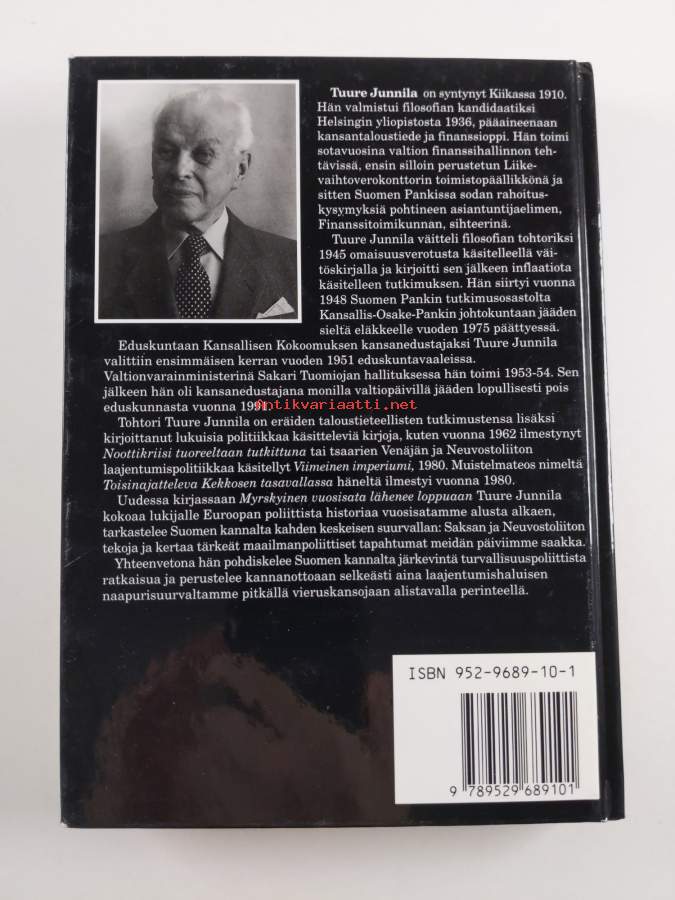 Tuure Junnila on syntynyt Kiikassa 1910.
Hän valmistui filosofian kandidaatiksi
Helsingin yliopistosta 1936, pääaineenaan
kansantaloustiede ja finanssioppi. Hän toimi
sotavuosina valtion finanssihallinnon teh-
tävissä, ensin silloin perustetun Liike-
vaihtoverokonttorin toimistopäällikkönä ja
sitten Suomen Pankissa sodan rahoitus-
kysymyksiä pohtineen asiantuntijaelimen,
Finanssitoimikunnan, sihteerinä.
Tuure Junnila väitteli filosofian tohtoriksi
1945 omaisuusverotusta käsitelleellä väi-
töskirjalla ja kirjoitti sen jälkeen inflaatiota
käsitelleen tutkimuksen. Hän siirtyi vuonna
1948 Suomen Pankin tutkimusosastolta
Kansallis-Osake-Pankin johtokuntaan jääden
sieltä eläkkeelle vuoden 1975 päättyessä.
Eduskuntaan Kansallisen Kokoomuksen kansanedustajaksi Tuure Junnila
valittiin ensimmäisen kerran vuoden 1951 eduskuntavaaleissa.
Valtionvarainministerinä Sakari Tuomiojan hallituksessa hän toimi 1953-54. Sen
jälkeen hän oli kansanedustajana monilla valtiopäivillä jääden lopullisesti pois
eduskunnasta vuonna 1991.
Antikvariaatti.net
Tohtori Tuure Junnila on eräiden taloustieteellisten tutkimustensa lisäksi
kirjoittanut lukuisia politiikkaa käsitteleviä kirjoja, kuten vuonna 1962 ilmestynyt
Noottikriisi tuoreeltaan tutkittuna tai tsaarien Venäjän ja Neuvostoliiton
laajentumispolitiikkaa käsitellyt Viimeinen imperiumi, 1980. Muistelmateos nimeltä
Toisinajatteleva Kekkosen tasavallassa häneltä ilmestyi vuonna 1980.
Uudessa kirjassaan Myrskyinen vuosisata lähenee loppuaan Tuure Junnila
kokoaa lukijalle Euroopan poliittista historiaa vuosisatamme alusta alkaen,
tarkastelee Suomen kannalta kahden keskeisen suurvallan: Saksan ja Neuvostoliiton
tekoja ja kertaa tärkeät maailmanpoliittiset tapahtumat meidän päiviimme saakka.
Yhteenvetona hän pohdiskelee Suomen kannalta järkevintä turvallisuuspoliittista
ratkaisua ja perustelee kannanottoaan selkeästi aina laajentumishaluisen
naapurisuurvaltamme pitkällä vieruskansojaan alistavalla perinteellä.
ISBN 952-9689-10-1
9 789529 689101